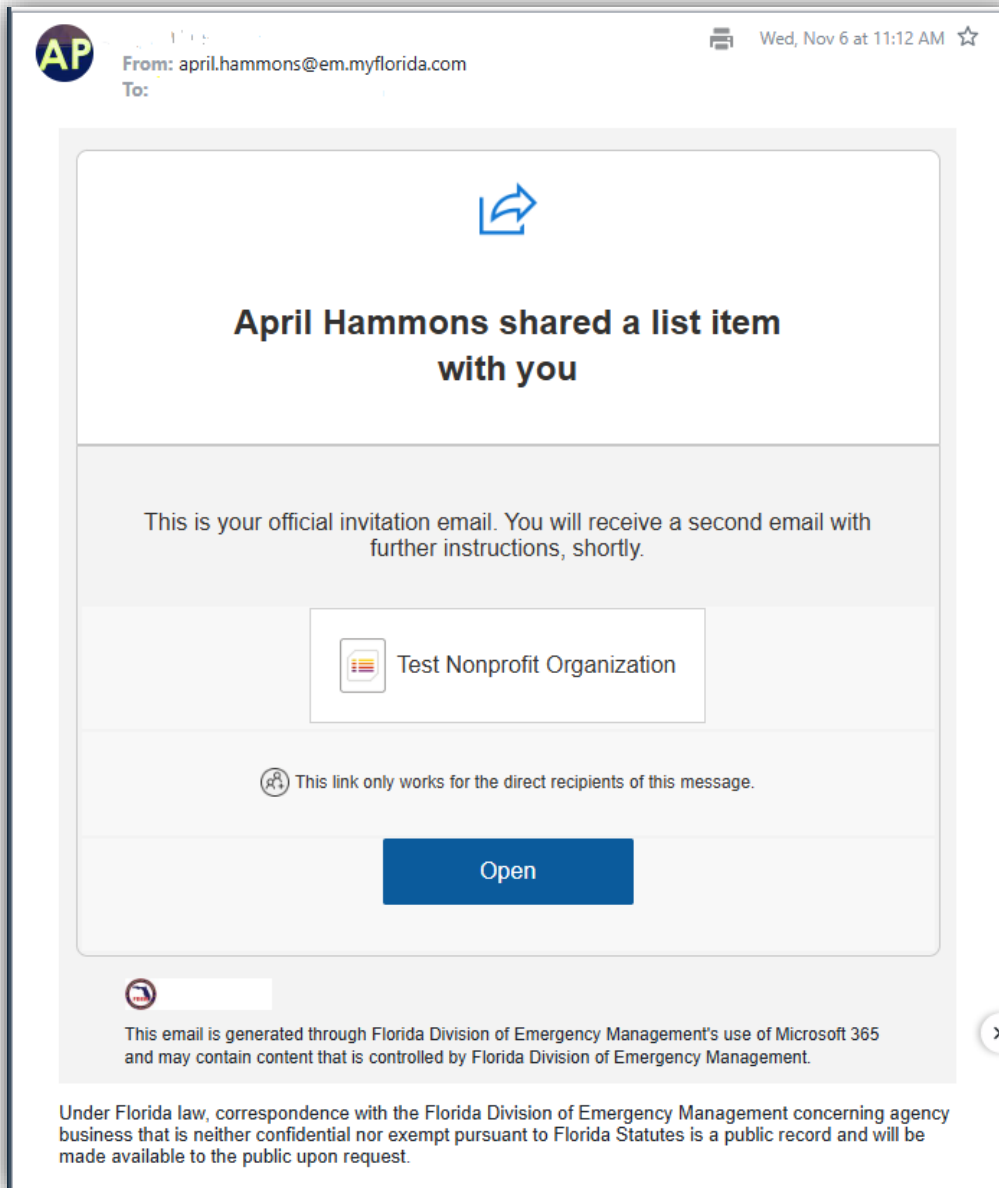 AP
Wed, Nov 6 at 11:12 AM
From: april.hammons@em.myflorida.com
To:
April Hammons shared a list item
with you
This is your official invitation email. You will receive a second email with
further instructions, shortly.
Test Nonprofit Organization
This link only works for the direct recipients of this message.
Open
This email is generated through Florida Division of Emergency Management's use of Microsoft 365
and may contain content that is controlled by Florida Division of Emergency Management.
Under Florida law, correspondence with the Florida Division of Emergency Management concerning agency
business that is neither confidential nor exempt pursuant to Florida Statutes is a public record and will be
made available to the public upon request.